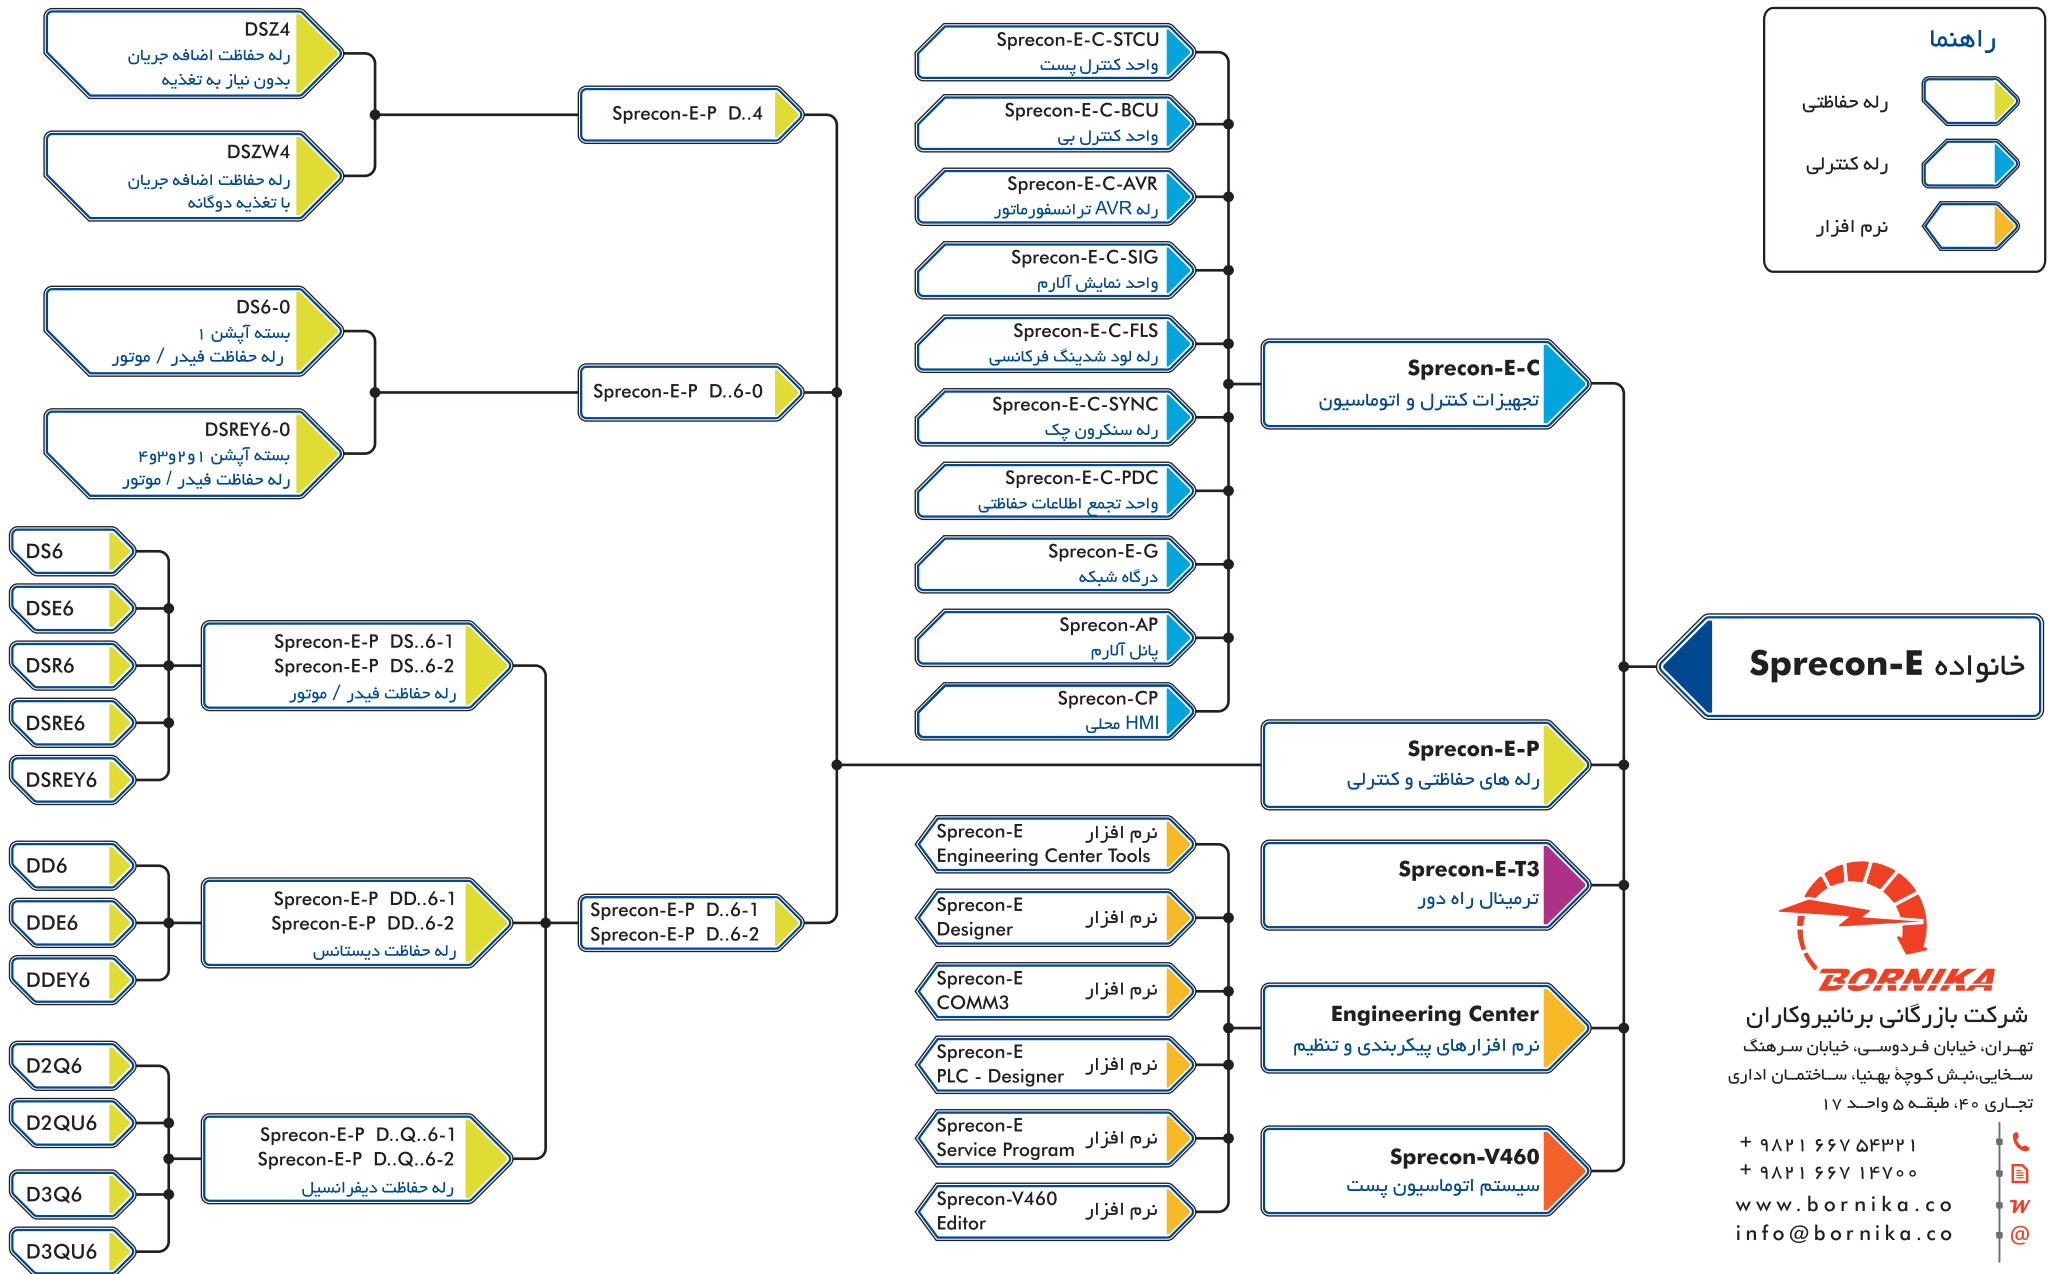 راهنما
رله حفاظتی
رله کنترلی
نرم افزار
خانواده Sprecon-E
Sprecon-E-C
تجهیزات کنترل و اتوماسیون
Sprecon-E-C-STCU
واحد کنترل پست
Sprecon-E-C-BCU
واحد کنترل بی
Sprecon-E-C-AVR
رله AVR ترانسفورماتور
Sprecon-E-C-SIG
واحد نمایش آلارم
Sprecon-E-C-FLS
رله لود شدینگ فرکانسی
Sprecon-E-C-SYNC
رله سنکرون چک
Sprecon-E-C-PDC
واحد تجمع اطلاعات حفاظتی
Sprecon-E-G
درگاه شبکه
Sprecon-AP
پانل آلارم
Sprecon-CP
HMI محلی
Sprecon-E-P
رله های حفاظتی و کنترلی
Sprecon-E-P D..4
DSZ4
رله حفاظت اضافه جریان
بدون نیاز به تغذیه
DSZW4
رله حفاظت اضافه جریان
با تغذیه دوگانه
Sprecon-E-P D..6-0
DS6-0
بسته آپشن ۱
رله حفاظت فیدر / موتور
DSREY6-0
بسته آپشن ۱و۲و۳و۴
رله حفاظت فیدر / موتور
Sprecon-E-P D..6-1
Sprecon-E-P D..6-2
Sprecon-E-P DS..6-1
Sprecon-E-P DS..6-2
رله حفاظت فیدر / موتور
DS6
DSE6
DSR6
DSRE6
DSREY6
Sprecon-E-P DD..6-1
Sprecon-E-P DD..6-2
رله حفاظت دیستانس
DD6
DDE6
DDEY6
Sprecon-E-P D..Q..6-1
Sprecon-E-P D..Q..6-2
رله حفاظت دیفرانسیل
D2Q6
D2QU6
D3Q6
D3QU6
Sprecon-E-T3
ترمینال راه دور
Engineering Center
نرم افزارهای پیکربندی و تنظیم
نرم افزار Sprecon-E
Engineering Center Tools
Sprecon-E
نرم افزار
Designer
Sprecon-E
نرم افزار
COMM3
Sprecon-E
نرم افزار
PLC - Designer
Sprecon-E
نرم افزار
Service Program
Sprecon-V460
نرم افزار
Editor
Sprecon-V460
سیستم اتوماسیون پست
BORNIKA
شرکت بازرگانی برنانیروکاران
تهـران، خیابان فـردوسـی، خیابان سـرهنگ
سـخایی،نبـش کـوچهٔ بهـنیا، سـاختمـان اداری
تجـاری ۴۰، طبقـه ۵ واحـد ۱۷
+ ۹۸۲۱ ۶۶۷ ۵۴۳۲۱
+ ۹۸۲۱ ۶۶۷ ۱۴۷۰۰
www.bornika.co
info@bornika.co